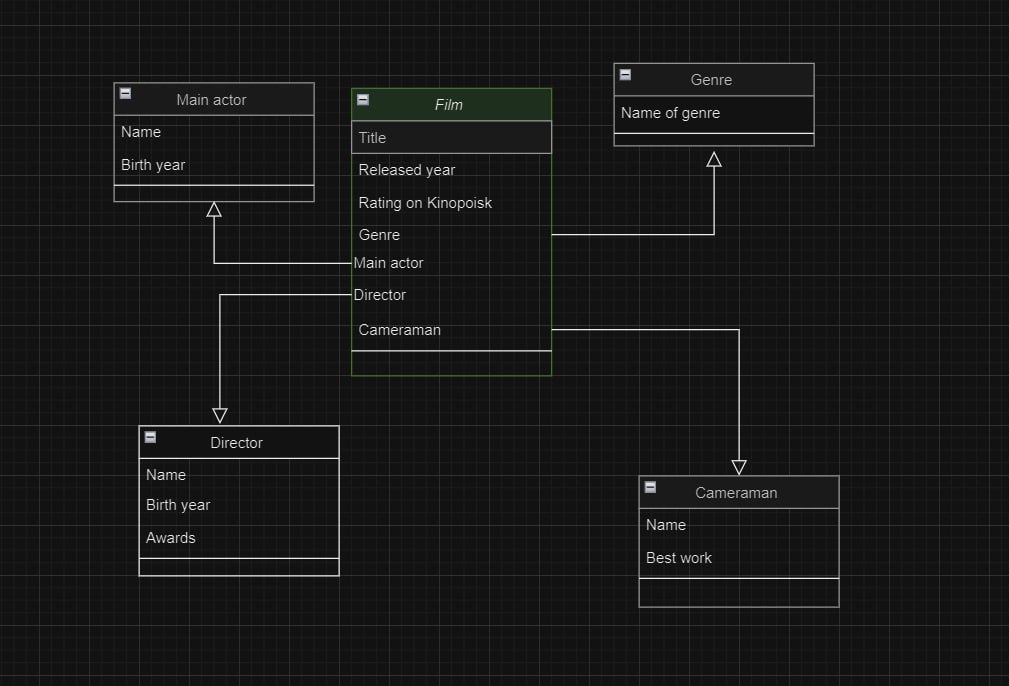 Main actor
Name
Birth year
Film
Title
Released year
Rating on Kinopoisk
Genre
Main actor
Director
Cameraman
Genre
Name of genre
Director
Name
Birth year
Awards
Cameraman
Name
Best work